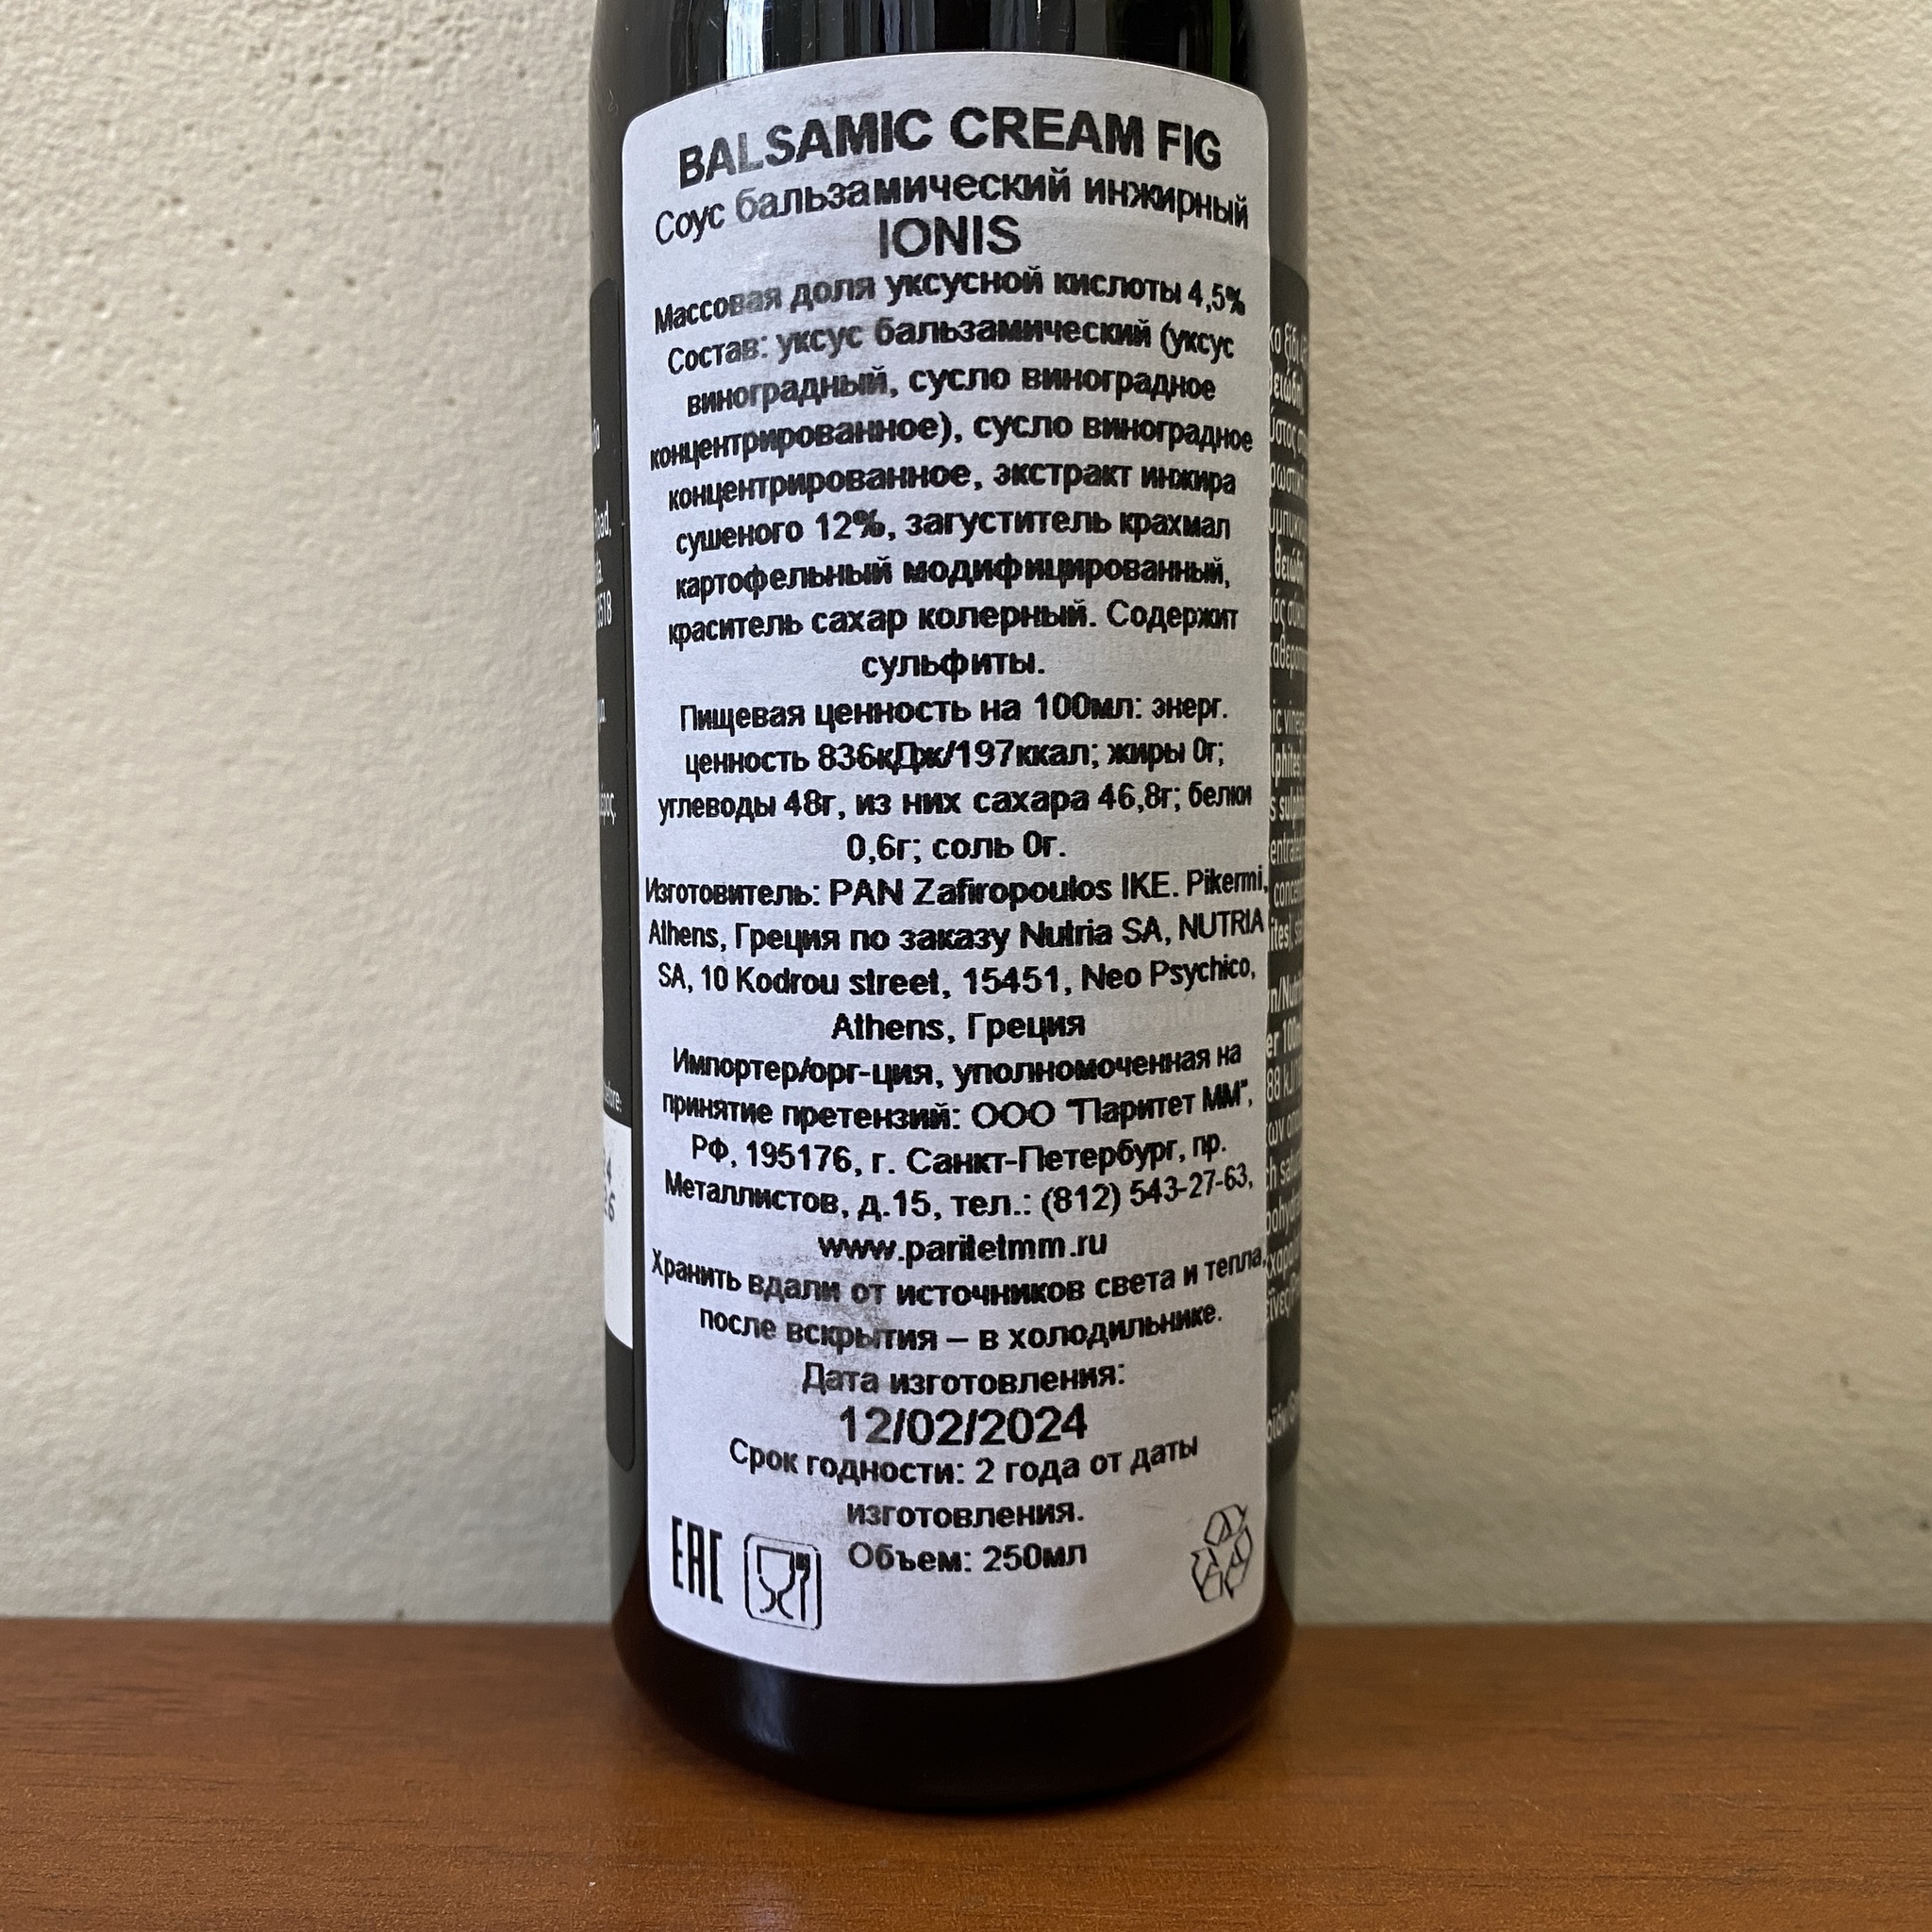 BALSAMIC CREAM FIG
Соус бальзамический инжирный
IONIS
Массовая доля уксусной кислоты 4,5%
Состав: уксус бальзамический (уксус
виноградный, сусло виноградное
концентрированное), сусло виноградное
концентрированное, экстракт инжира
сушеного 12%, загуститель крахмал
картофельный модифицированный,
краситель сахар колерный. Содержит
сульфиты.
Пищевая ценность на 100мл: энерг.
ценность 836кДж/197ккал; жиры 0г;
углеводы 48г, из них сахара 46,8г; белки
0,6г; соль 0г.
Изготовитель: PAN Zafiropoulos IKE. Pikermi,
Athens, Греция по заказу Nutria SA, NUTRIA
SA, 10 Kodrou street, 15451, Neo Psychico,
Athens, Греция
Импортер/орг-ция, уполномоченная на
принятие претензий: ООО "Паритет ММ",
РФ, 195176, г. Санкт-Петербург, пр.
Металлистов, д.15, тел.: (812) 543-27-63,
www.paritetmm.ru
Хранить вдали от источников света и тепла,
после вскрытия – в холодильнике.
Дата изготовления:
12/02/2024
Срок годности: 2 года от даты
изготовления.
Объем: 250мл
EAC